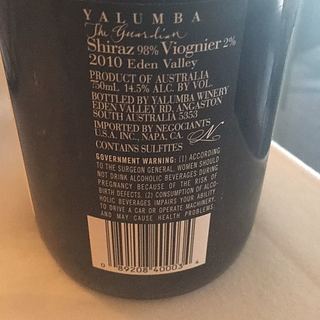 YALUMBA
The Guardian
Shiraz 98% Viognier 2%
2010 Eden Valley
PRODUCT OF AUSTRALIA
750mL 14.5% ALC. BY VOL.
BOTTLED BY YALUMBA WINERY
EDEN VALLEY RD. ANGASTON
SOUTH AUSTRALIA 5353
IMPORTED BY NEGOCIANTS
U.S.A. INC., NAPA. CA. N
CONTAINS SULFITES
GOVERNMENT WARNING: (1) ACCORDING
TO THE SURGEON GENERAL, WOMEN SHOULD
NOT DRINK ALCOHOLIC BEVERAGES DURING
PREGNANCY BECAUSE OF THE RISK OF
BIRTH DEFECTS. (2) CONSUMPTION OF ALCO-
HOLIC BEVERAGES IMPAIRS YOUR ABILITY
TO DRIVE A CAR OR OPERATE MACHINERY,
AND MAY CAUSE HEALTH PROBLEMS.
0 89208 40003 4